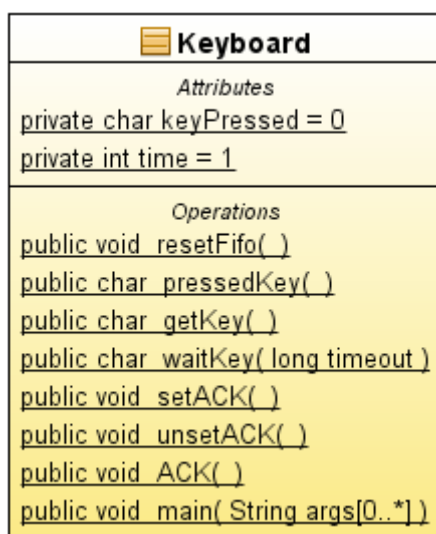 Keyboard
Attributes
private char keyPressed = 0
private int time = 1
Operations
public void resetFifo( )
public char pressedKey( )
public char getKey( )
public char waitKey( long timeout )
public void setACK( )
public void unsetACK( )
public void ACK( )
public void main( String args[0..*] )